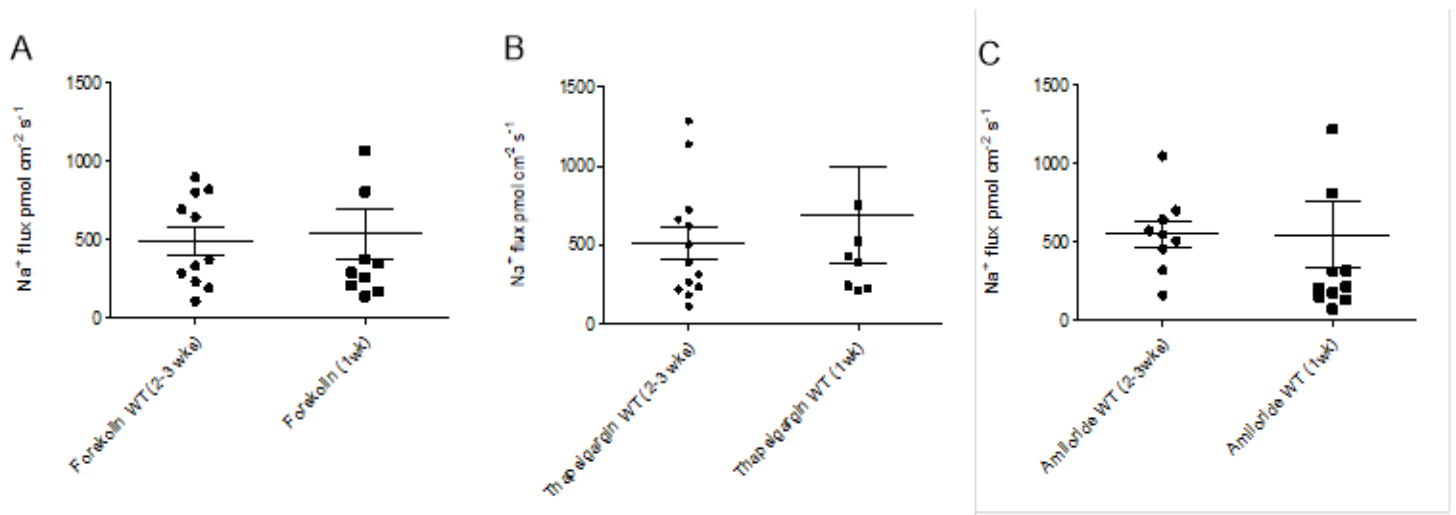 A
Na⁺ flux pmol cm⁻² s⁻¹
1500
1000
500
0
Forskolin WT (2-3 wks)
Forskolin (1wk)
B
Na⁺ flux pmol cm⁻² s⁻¹
1500
1000
500
0
Thapsigargin WT (2-3 wks)
Thapsigargin WT (1wk)
C
Na⁺ flux pmol cm⁻² s⁻¹
1500
1000
500
0
Amiloride WT (2-3wks)
Amiloride WT (1wk)